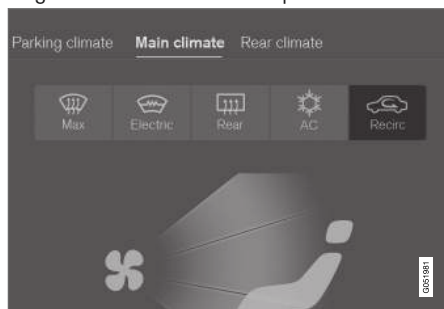 Parking climate Main climate Rear climate
Max Electric Rear AC Recirc
G051981